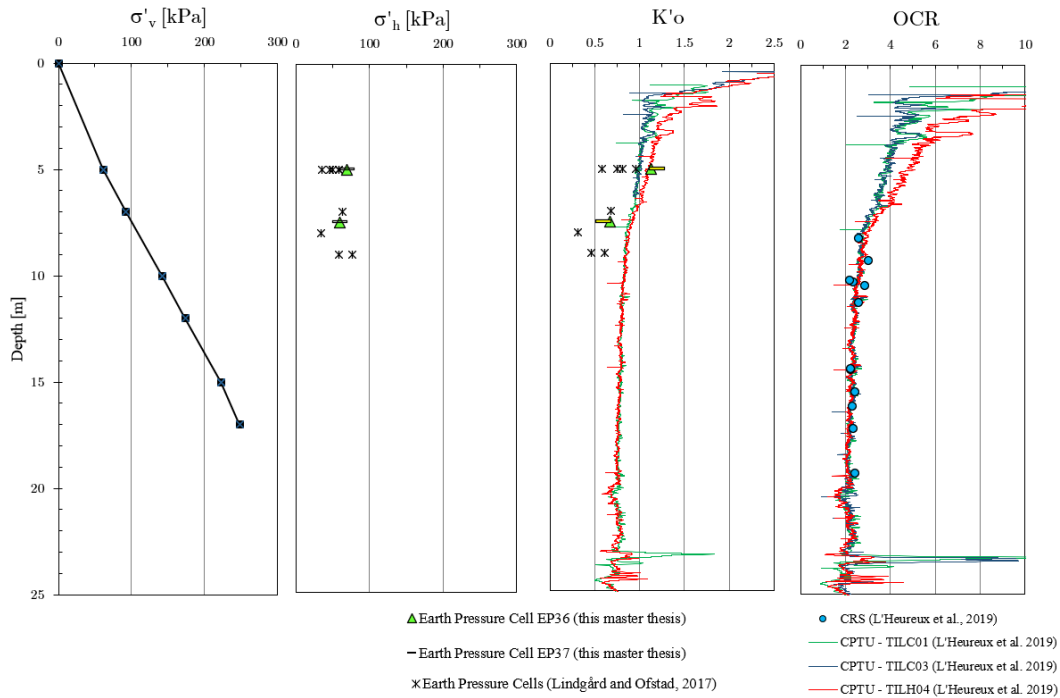 σ'v [kPa]
σ'h [kPa]
K'o
OCR
0 100 200 300
0 100 200 300
0 0.5 1 1.5 2 2.5
0 2 4 6 8 10
0
5
10
15
20
25
Depth [m]
Earth Pressure Cell EP36 (this master thesis)
Earth Pressure Cell EP37 (this master thesis)
Earth Pressure Cells (Lindgård and Ofstad, 2017)
CRS (L'Heureux et al., 2019)
CPTU - TILC01 (L'Heureux et al. 2019)
CPTU - TILC03 (L'Heureux et al. 2019)
CPTU - TILH04 (L'Heureux et al. 2019)